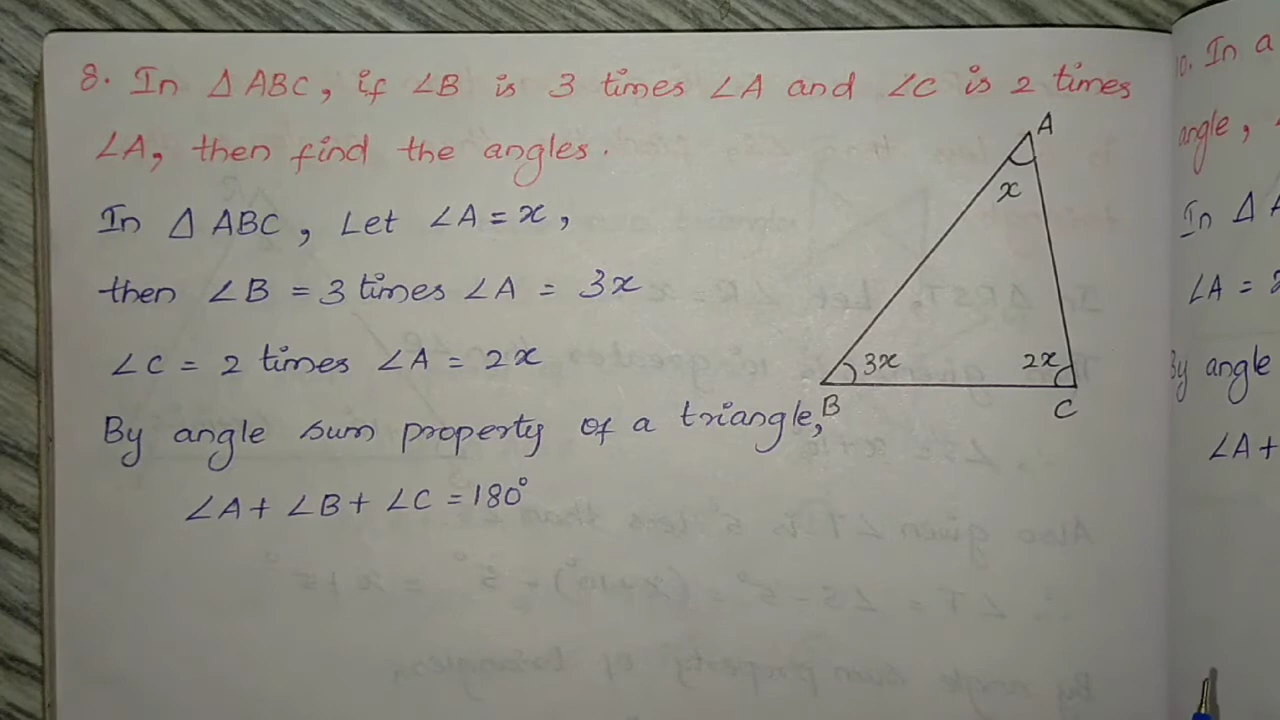 8. In △ ABC, if ∠B is 3 times ∠A and ∠C is 2 times
∠A, then find the angles.
In △ ABC, Let ∠A = x,
then ∠B = 3 times ∠A = 3x
∠C = 2 times ∠A = 2x
By angle sum property of a triangle,
∠A + ∠B + ∠C = 180°
A
x
3x
2x
B
C
10. In a
angle,
In △
∠A =
By angle
∠A +